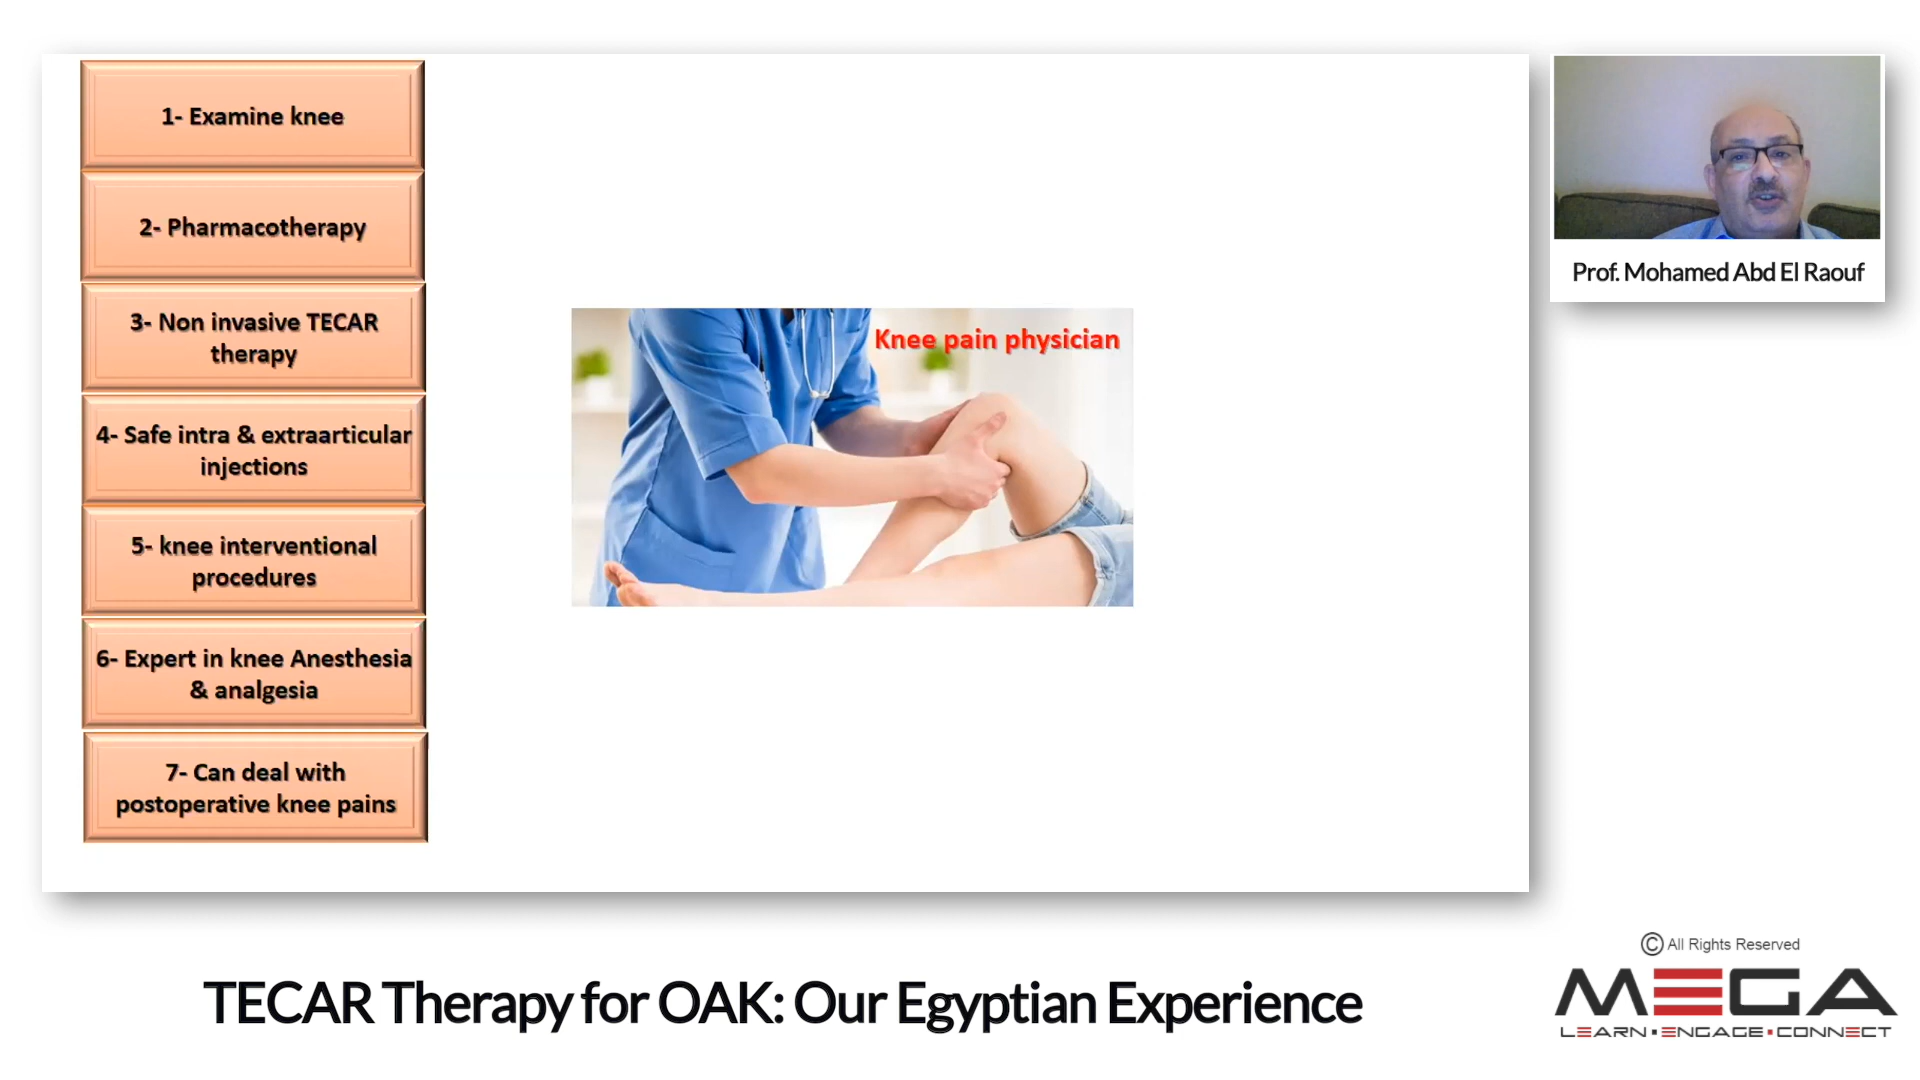 1- Examine knee
2- Pharmacotherapy
3- Non invasive TECAR
therapy
4- Safe intra & extraarticular
injections
5- knee interventional
procedures
6- Expert in knee Anesthesia
& analgesia
7- Can deal with
postoperative knee pains
Knee pain physician
Prof. Mohamed Abd El Raouf
TECAR Therapy for OAK: Our Egyptian Experience
© All Rights Reserved
MEGA
LEARN▪ENGAGE▪CONNECT